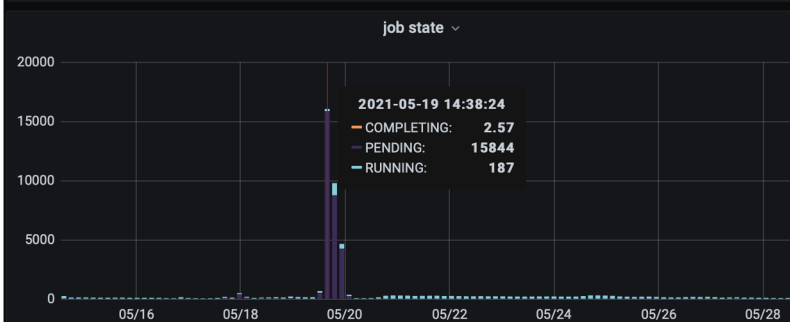 job state
20000
15000
10000
5000
0
2021-05-19 14:38:24
COMPLETING: 2.57
PENDING: 15844
RUNNING: 187
05/16 05/18 05/20 05/22 05/24 05/26 05/28